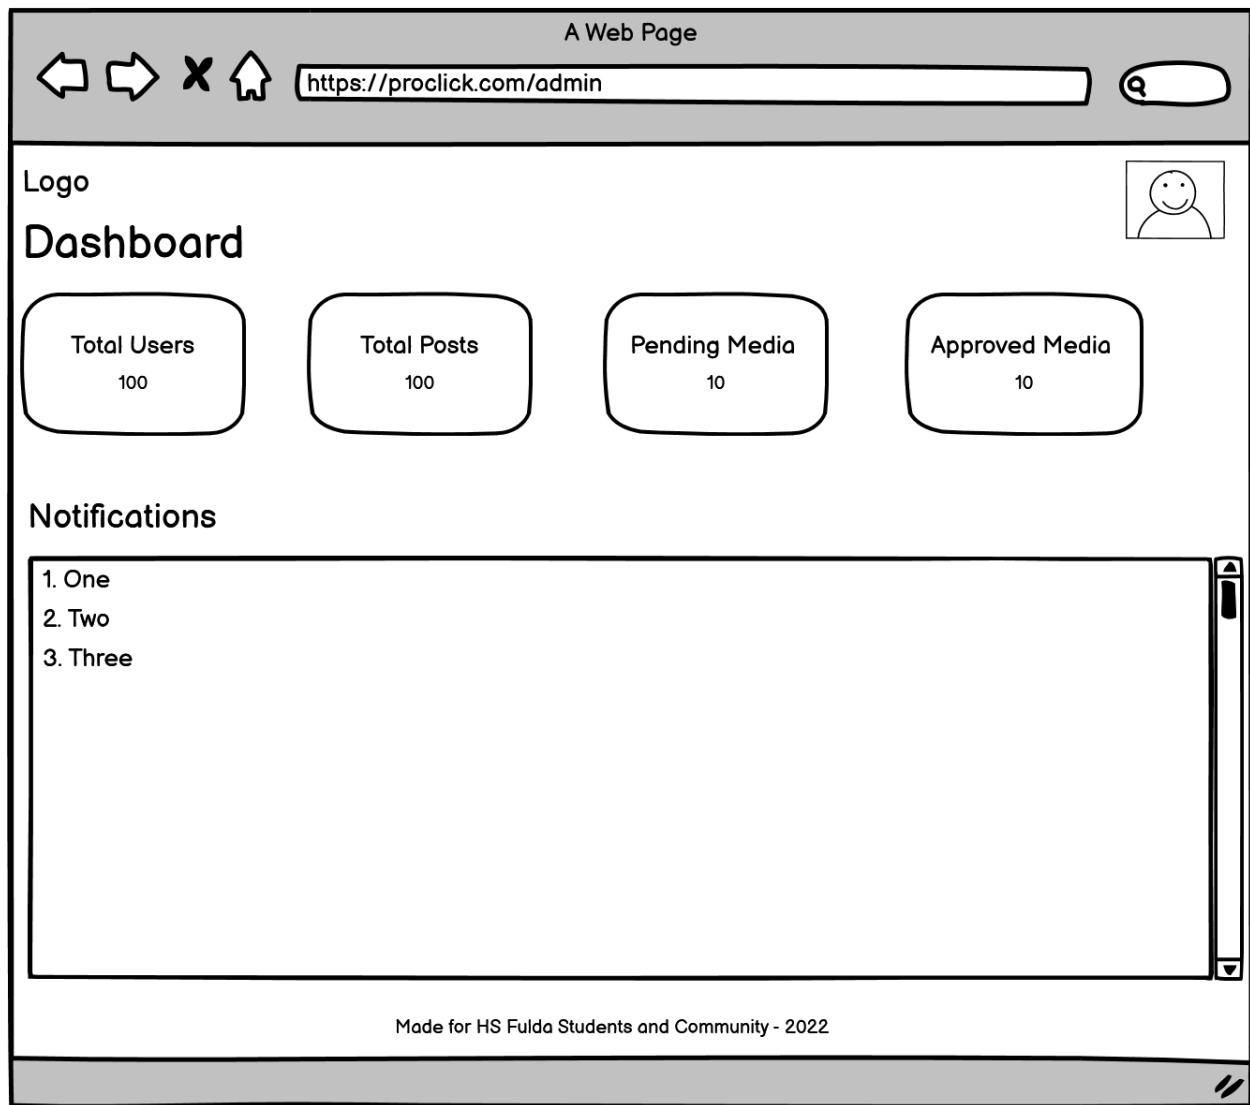 A Web Page
https://proclick.com/admin
Logo
Dashboard
Total Users
100
Total Posts
100
Pending Media
10
Approved Media
10
Notifications
1. One
2. Two
3. Three
Made for HS Fulda Students and Community - 2022